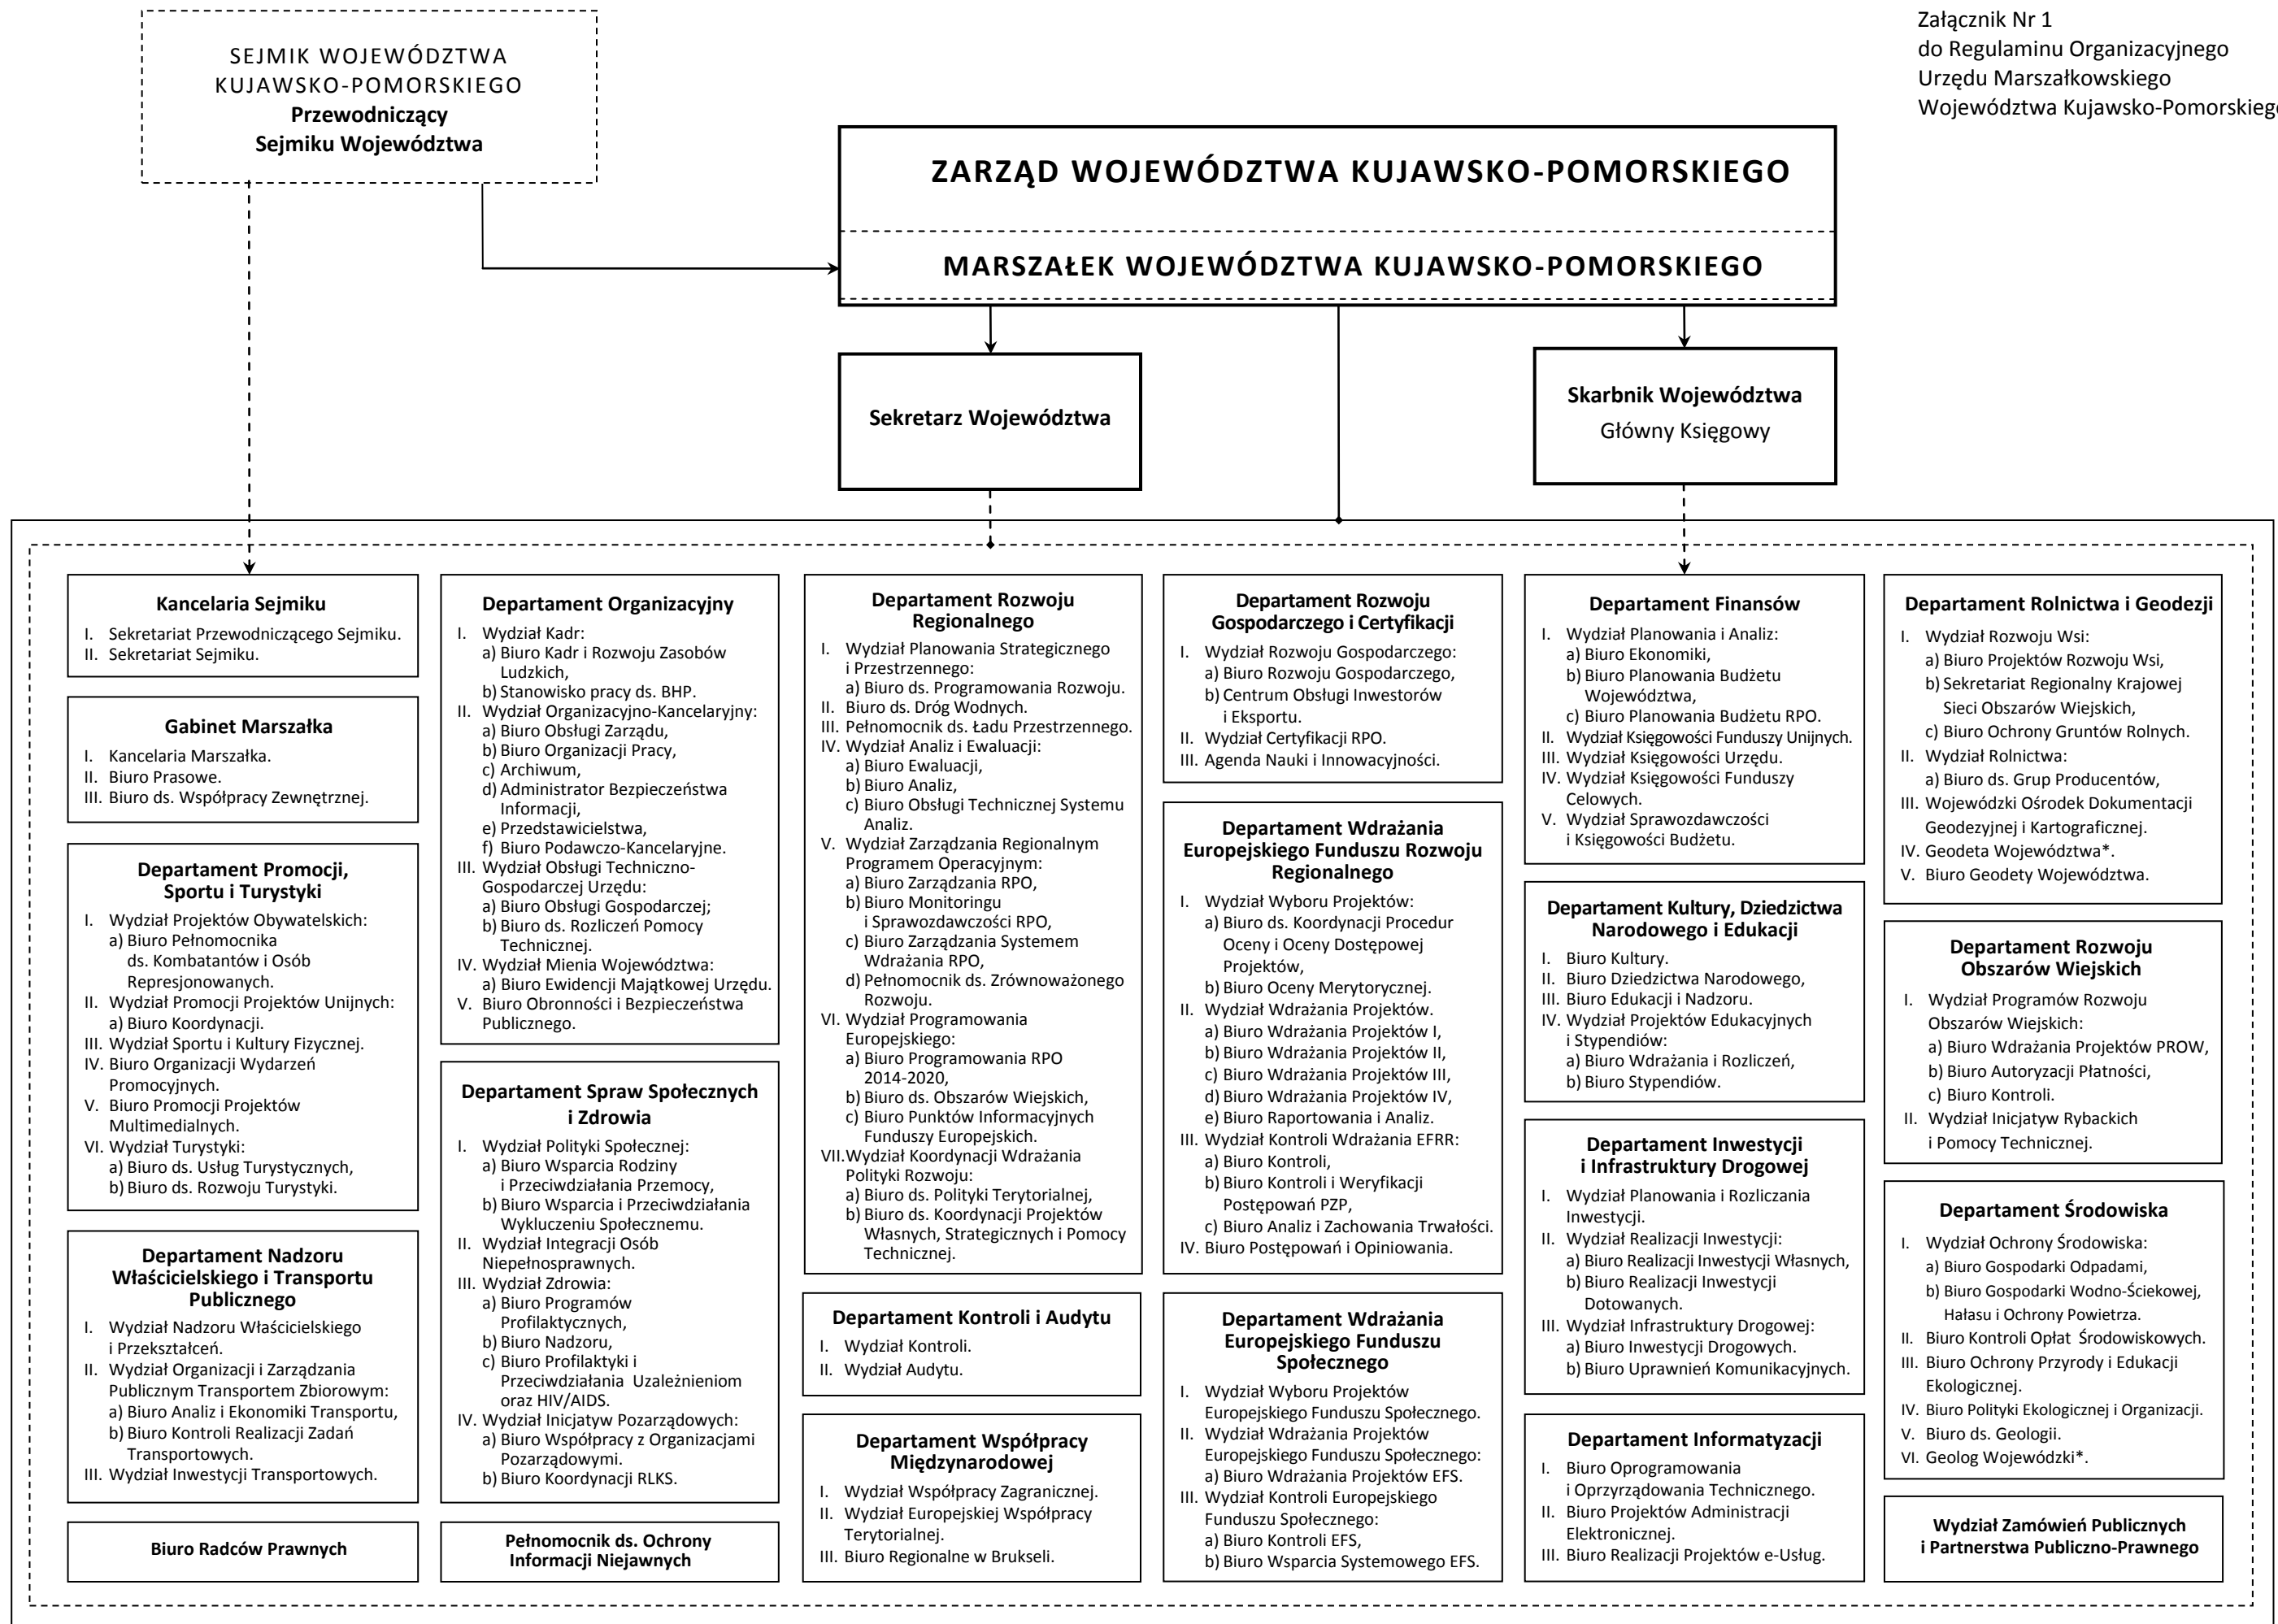 Załącznik Nr 1
do Regulaminu Organizacyjnego
Urzędu Marszałkowskiego
Województwa Kujawsko-Pomorskiego
SEJMIK WOJEWÓDZTWA
KUJAWSKO-POMORSKIEGO
Przewodniczący
Sejmiku Województwa
ZARZĄD WOJEWÓDZTWA KUJAWSKO-POMORSKIEGO
MARSZAŁEK WOJEWÓDZTWA KUJAWSKO-POMORSKIEGO
Sekretarz Województwa
Skarbnik Województwa
Główny Księgowy
Kancelaria Sejmiku
I. Sekretariat Przewodniczącego Sejmiku.
II. Sekretariat Sejmiku.
Gabinet Marszałka
I. Kancelaria Marszałka.
II. Biuro Prasowe.
III. Biuro ds. Współpracy Zewnętrznej.
Departament Promocji,
Sportu i Turystyki
I. Wydział Projektów Obywatelskich:
a) Biuro Pełnomocnika
ds. Kombatantów i Osób
Represjonowanych.
II. Wydział Promocji Projektów Unijnych:
a) Biuro Koordynacji.
III. Wydział Sportu i Kultury Fizycznej.
IV. Biuro Organizacji Wydarzeń
Promocyjnych.
V. Biuro Promocji Projektów
Multimedialnych.
VI. Wydział Turystyki:
a) Biuro ds. Usług Turystycznych,
b) Biuro ds. Rozwoju Turystyki.
Departament Nadzoru
Właścicielskiego i Transportu
Publicznego
I. Wydział Nadzoru Właścicielskiego
i Przekształceń.
II. Wydział Organizacji i Zarządzania
Publicznym Transportem Zbiorowym:
a) Biuro Analiz i Ekonomiki Transportu,
b) Biuro Kontroli Realizacji Zadań
Transportowych.
III. Wydział Inwestycji Transportowych.
Biuro Radców Prawnych
Departament Organizacyjny
I. Wydział Kadr:
a) Biuro Kadr i Rozwoju Zasobów
Ludzkich,
b) Stanowisko pracy ds. BHP.
II. Wydział Organizacyjno-Kancelaryjny:
a) Biuro Obsługi Zarządu,
b) Biuro Organizacji Pracy,
c) Archiwum,
d) Administrator Bezpieczeństwa
Informacji,
e) Przedstawicielstwa,
f) Biuro Podawczo-Kancelaryjne.
III. Wydział Obsługi Techniczno-
Gospodarczej Urzędu:
a) Biuro Obsługi Gospodarczej;
b) Biuro ds. Rozliczeń Pomocy
Technicznej.
IV. Wydział Mienia Województwa:
a) Biuro Ewidencji Majątkowej Urzędu.
V. Biuro Obronności i Bezpieczeństwa
Publicznego.
Departament Spraw Społecznych
i Zdrowia
I. Wydział Polityki Społecznej:
a) Biuro Wsparcia Rodziny
i Przeciwdziałania Przemocy,
b) Biuro Wsparcia i Przeciwdziałania
Wykluczeniu Społecznemu.
II. Wydział Integracji Osób
Niepełnosprawnych.
III. Wydział Zdrowia:
a) Biuro Programów
Profilaktycznych,
b) Biuro Nadzoru,
c) Biuro Profilaktyki i
Przeciwdziałania Uzależnieniom
oraz HIV/AIDS.
IV. Wydział Inicjatyw Pozarządowych:
a) Biuro Współpracy z Organizacjami
Pozarządowymi.
b) Biuro Koordynacji RLKS.
Pełnomocnik ds. Ochrony
Informacji Niejawnych
Departament Rozwoju
Regionalnego
I. Wydział Planowania Strategicznego
i Przestrzennego:
a) Biuro ds. Programowania Rozwoju.
II. Biuro ds. Dróg Wodnych.
III. Pełnomocnik ds. Ładu Przestrzennego.
IV. Wydział Analiz i Ewaluacji:
a) Biuro Ewaluacji,
b) Biuro Analiz,
c) Biuro Obsługi Technicznej Systemu
Analiz.
V. Wydział Zarządzania Regionalnym
Programem Operacyjnym:
a) Biuro Zarządzania RPO,
b) Biuro Monitoringu
i Sprawozdawczości RPO,
c) Biuro Zarządzania Systemem
Wdrażania RPO,
d) Pełnomocnik ds. Zrównoważonego
Rozwoju.
VI. Wydział Programowania
Europejskiego:
a) Biuro Programowania RPO
2014-2020,
b) Biuro ds. Obszarów Wiejskich,
c) Biuro Punktów Informacyjnych
Funduszy Europejskich.
VII. Wydział Koordynacji Wdrażania
Polityki Rozwoju:
a) Biuro ds. Polityki Terytorialnej,
b) Biuro ds. Koordynacji Projektów
Własnych, Strategicznych i Pomocy
Technicznej.
Departament Kontroli i Audytu
I. Wydział Kontroli.
II. Wydział Audytu.
Departament Współpracy
Międzynarodowej
I. Wydział Współpracy Zagranicznej.
II. Wydział Europejskiej Współpracy
Terytorialnej.
III. Biuro Regionalne w Brukseli.
Departament Rozwoju
Gospodarczego i Certyfikacji
I. Wydział Rozwoju Gospodarczego:
a) Biuro Rozwoju Gospodarczego,
b) Centrum Obsługi Inwestorów
i Eksportu.
II. Wydział Certyfikacji RPO.
III. Agenda Nauki i Innowacyjności.
Departament Wdrażania
Europejskiego Funduszu Rozwoju
Regionalnego
I. Wydział Wyboru Projektów:
a) Biuro ds. Koordynacji Procedur
Oceny i Oceny Dostępowej
Projektów,
b) Biuro Oceny Merytorycznej.
II. Wydział Wdrażania Projektów.
a) Biuro Wdrażania Projektów I,
b) Biuro Wdrażania Projektów II,
c) Biuro Wdrażania Projektów III,
d) Biuro Wdrażania Projektów IV,
e) Biuro Raportowania i Analiz.
III. Wydział Kontroli Wdrażania EFRR:
a) Biuro Kontroli,
b) Biuro Kontroli i Weryfikacji
Postępowań PZP,
c) Biuro Analiz i Zachowania Trwałości.
IV. Biuro Postępowań i Opiniowania.
Departament Wdrażania
Europejskiego Funduszu
Społecznego
I. Wydział Wyboru Projektów
Europejskiego Funduszu Społecznego.
II. Wydział Wdrażania Projektów
Europejskiego Funduszu Społecznego:
a) Biuro Wdrażania Projektów EFS.
III. Wydział Kontroli Europejskiego
Funduszu Społecznego:
a) Biuro Kontroli EFS,
b) Biuro Wsparcia Systemowego EFS.
Departament Finansów
I. Wydział Planowania i Analiz:
a) Biuro Ekonomiki,
b) Biuro Planowania Budżetu
Województwa,
c) Biuro Planowania Budżetu RPO.
II. Wydział Księgowości Funduszy Unijnych.
III. Wydział Księgowości Urzędu.
IV. Wydział Księgowości Funduszy
Celowych.
V. Wydział Sprawozdawczości
i Księgowości Budżetu.
Departament Kultury, Dziedzictwa
Narodowego i Edukacji
I. Biuro Kultury.
II. Biuro Dziedzictwa Narodowego,
III. Biuro Edukacji i Nadzoru.
IV. Wydział Projektów Edukacyjnych
i Stypendiów:
a) Biuro Wdrażania i Rozliczeń,
b) Biuro Stypendiów.
Departament Inwestycji
i Infrastruktury Drogowej
I. Wydział Planowania i Rozliczania
Inwestycji.
II. Wydział Realizacji Inwestycji:
a) Biuro Realizacji Inwestycji Własnych,
b) Biuro Realizacji Inwestycji
Dotowanych.
III. Wydział Infrastruktury Drogowej:
a) Biuro Inwestycji Drogowych.
b) Biuro Uprawnień Komunikacyjnych.
Departament Informatyzacji
I. Biuro Oprogramowania
i Oprzyrządowania Technicznego.
II. Biuro Projektów Administracji
Elektronicznej.
III. Biuro Realizacji Projektów e-Usług.
Departament Rolnictwa i Geodezji
I. Wydział Rozwoju Wsi:
a) Biuro Projektów Rozwoju Wsi,
b) Sekretariat Regionalny Krajowej
Sieci Obszarów Wiejskich,
c) Biuro Ochrony Gruntów Rolnych.
II. Wydział Rolnictwa:
a) Biuro ds. Grup Producentów,
III. Wojewódzki Ośrodek Dokumentacji
Geodezyjnej i Kartograficznej.
IV. Geodeta Województwa*.
V. Biuro Geodety Województwa.
Departament Rozwoju
Obszarów Wiejskich
I. Wydział Programów Rozwoju
Obszarów Wiejskich:
a) Biuro Wdrażania Projektów PROW,
b) Biuro Autoryzacji Płatności,
c) Biuro Kontroli.
II. Wydział Inicjatyw Rybackich
i Pomocy Technicznej.
Departament Środowiska
I. Wydział Ochrony Środowiska:
a) Biuro Gospodarki Odpadami,
b) Biuro Gospodarki Wodno-Ściekowej,
Hałasu i Ochrony Powietrza.
II. Biuro Kontroli Opłat Środowiskowych.
III. Biuro Ochrony Przyrody i Edukacji
Ekologicznej.
IV. Biuro Polityki Ekologicznej i Organizacji.
V. Biuro ds. Geologii.
VI. Geolog Wojewódzki*.
Wydział Zamówień Publicznych
i Partnerstwa Publiczno-Prawnego